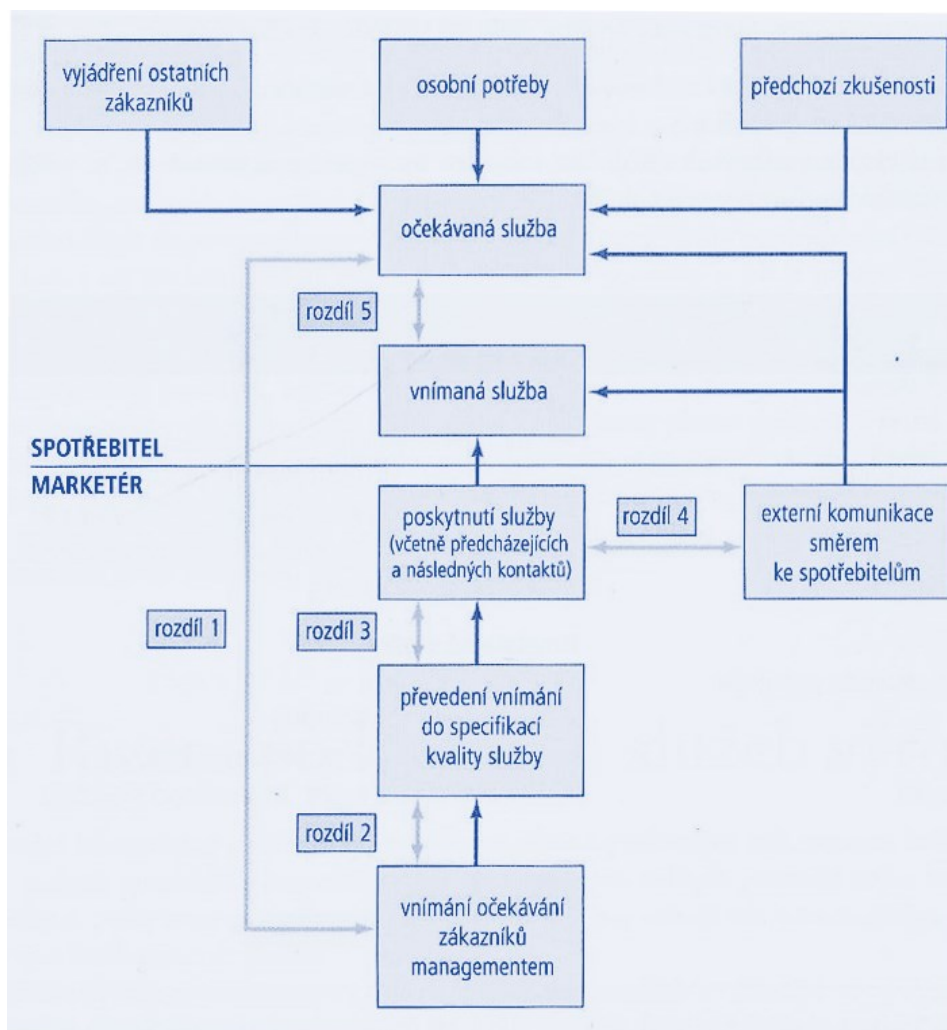 vyjádření ostatních
zákazníků
osobní potřeby
předchozí zkušenosti
očekávaná služba
rozdíl 5
vnímaná služba
SPOTŘEBITEL
MARKETÉR
poskytnutí služby
(včetně předcházejících
a následných kontaktů)
rozdíl 4
externí komunikace
směrem
ke spotřebitelům
rozdíl 1
rozdíl 3
převedení vnímání
do specifikací
kvality služby
rozdíl 2
vnímání očekávání
zákazníků
managementem